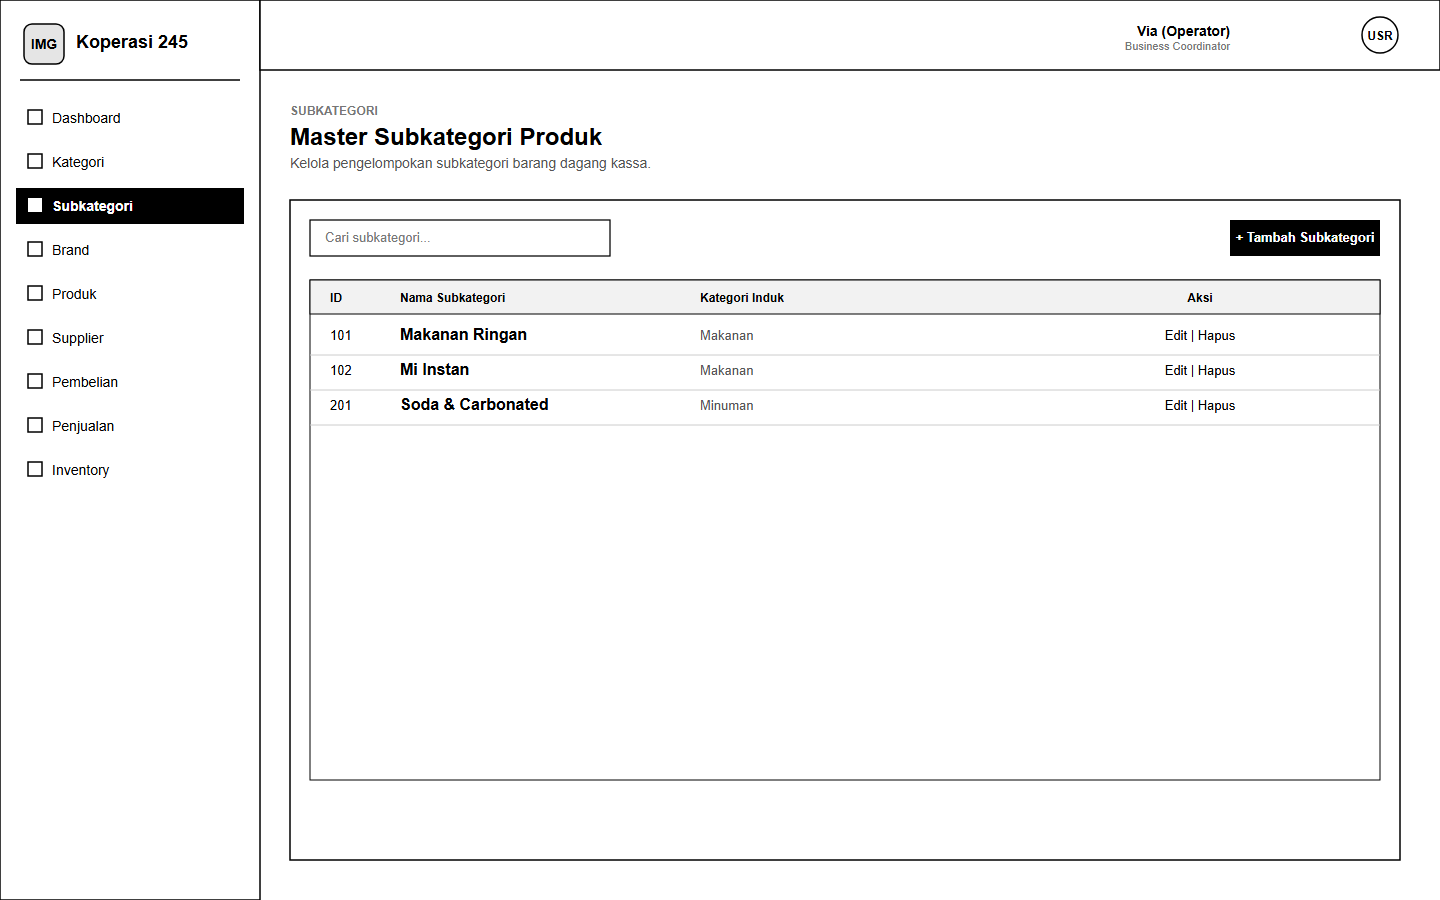 IMG Koperasi 245
Via (Operator)
Business Coordinator
USR
Dashboard
Kategori
Subkategori
Brand
Produk
Supplier
Pembelian
Penjualan
Inventory
SUBKATEGORI
Master Subkategori Produk
Kelola pengelompokan subkategori barang dagang kassa.
Cari subkategori...
+ Tambah Subkategori
ID Nama Subkategori Kategori Induk Aksi
101 Makanan Ringan Makanan Edit | Hapus
102 Mi Instan Makanan Edit | Hapus
201 Soda & Carbonated Minuman Edit | Hapus